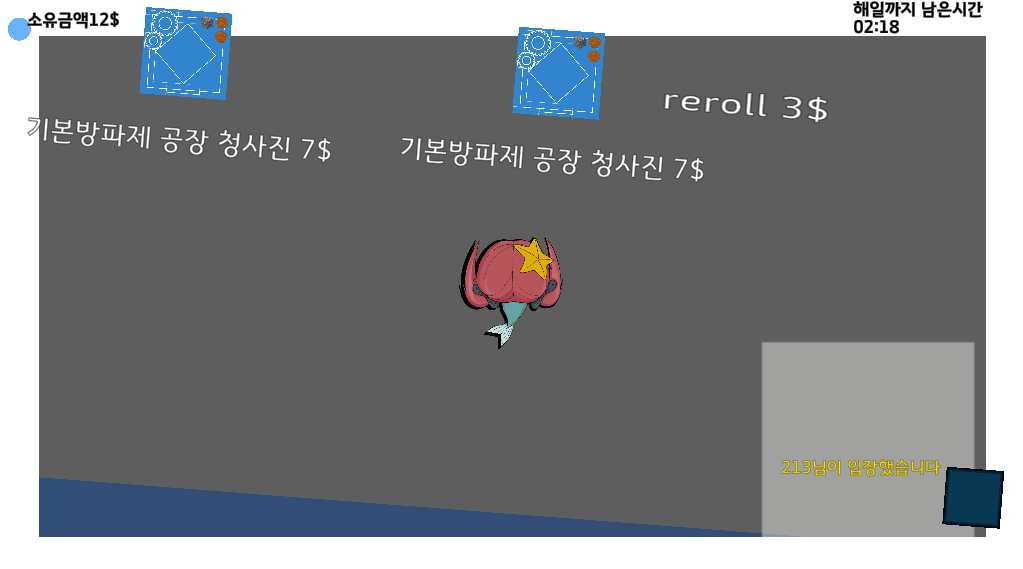 소유금액12$
해일까지 남은시간
02:18
reroll 3$
기본방파제 공장 청사진 7$
기본방파제 공장 청사진 7$
213님이 입장했습니다